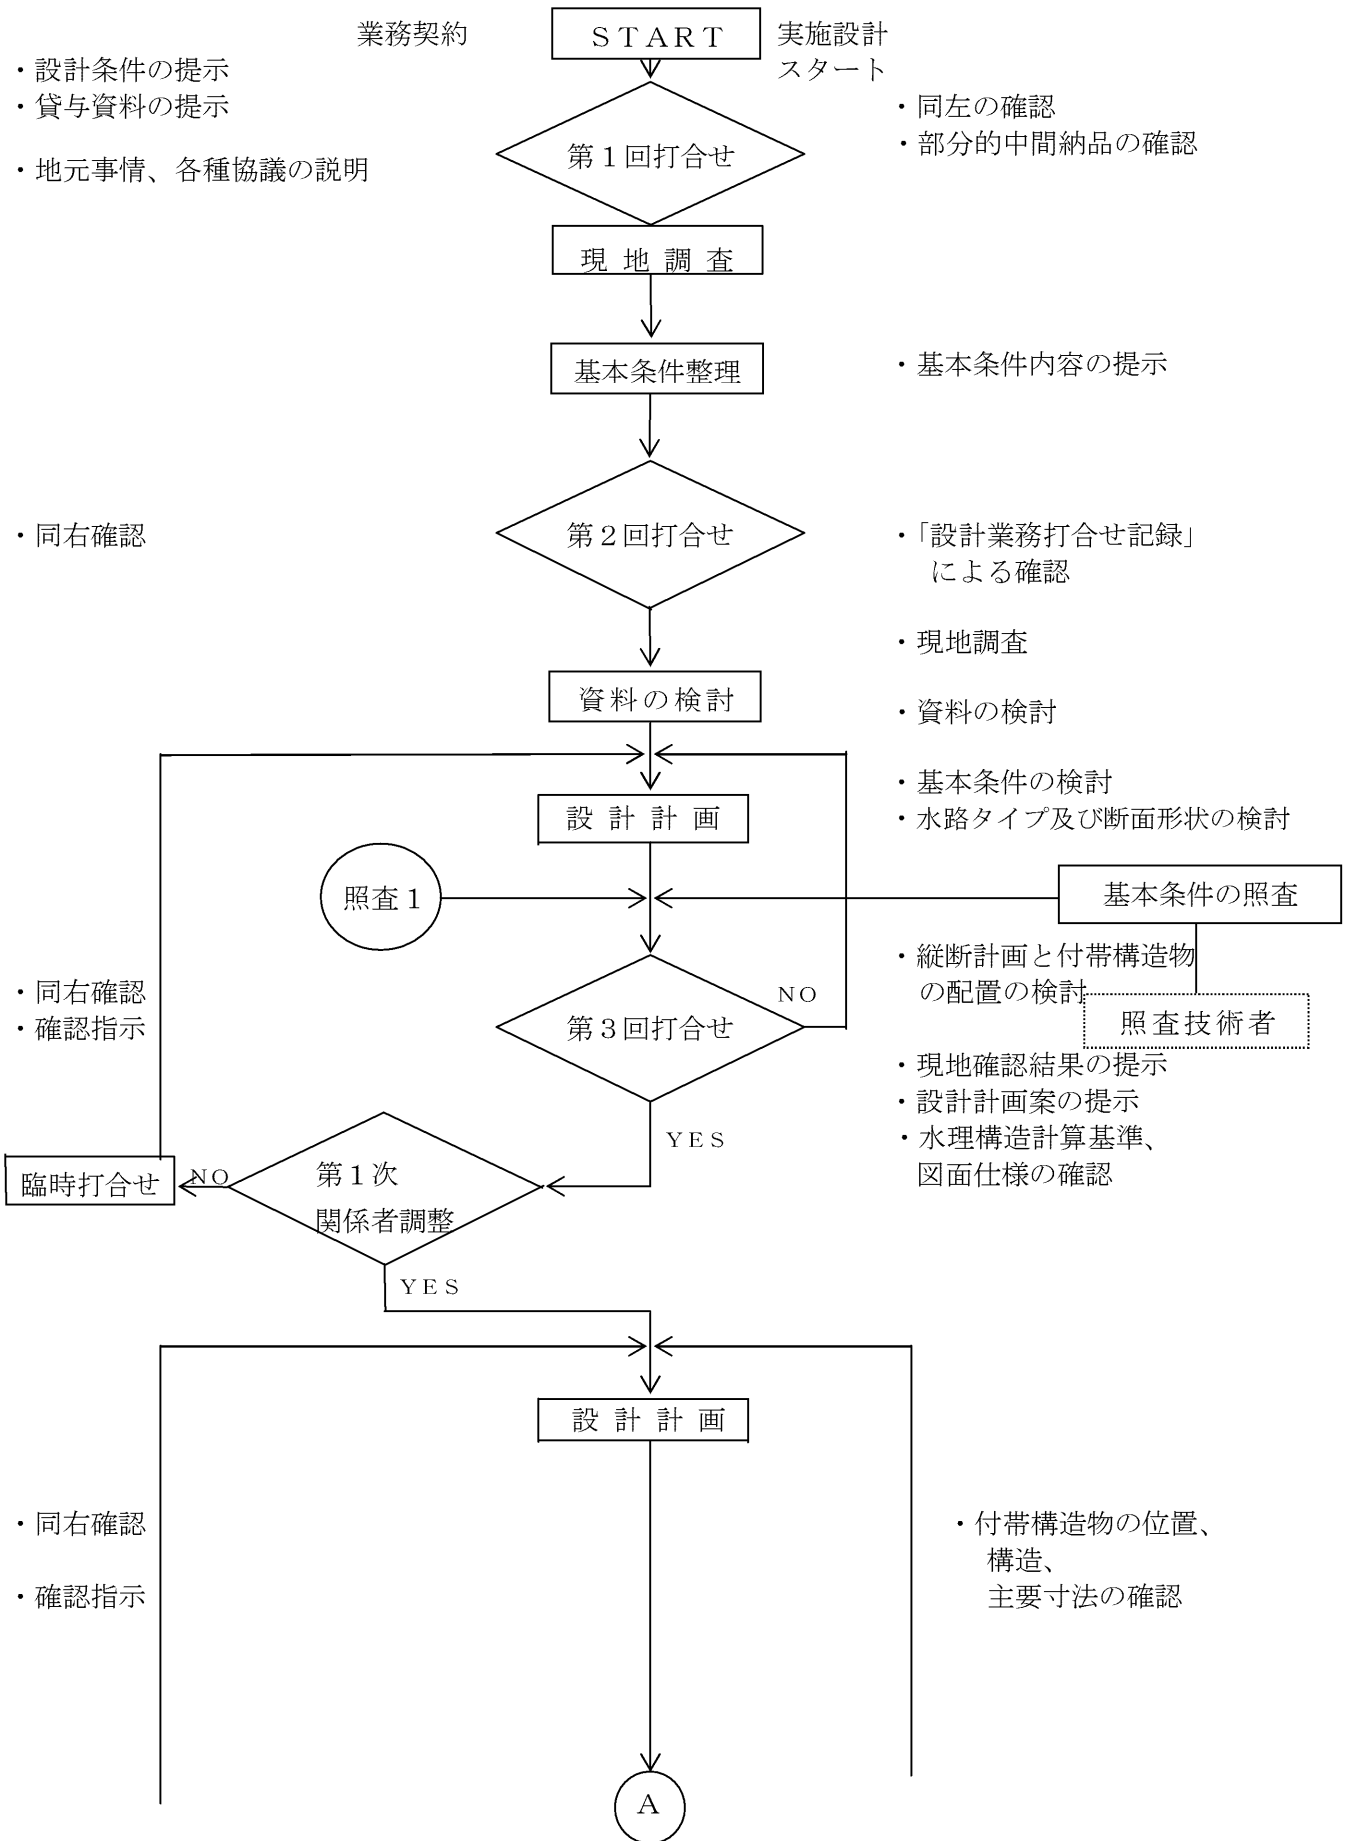 業務契約
ＳＴＡＲＴ
実施設計
スタート
・設計条件の提示
・貸与資料の提示
・地元事情、各種協議の説明
第１回打合せ
・同左の確認
・部分的中間納品の確認
現地調査
基本条件整理
・基本条件内容の提示
・同右確認
第２回打合せ
・「設計業務打合せ記録」
による確認
・現地調査
資料の検討
・資料の検討
・基本条件の検討
設計計画
・水路タイプ及び断面形状の検討
照査１
基本条件の照査
・縦断計画と付帯構造物
の配置の検討
・同右確認
・確認指示
第３回打合せ
ＮＯ
照査技術者
・現地確認結果の提示
・設計計画案の提示
・水理構造計算基準、
図面仕様の確認
ＹＥＳ
臨時打合せ
ＮＯ
第１次
関係者調整
ＹＥＳ
設計計画
・同右確認
・確認指示
・付帯構造物の位置、
構造、
主要寸法の確認
Ａ